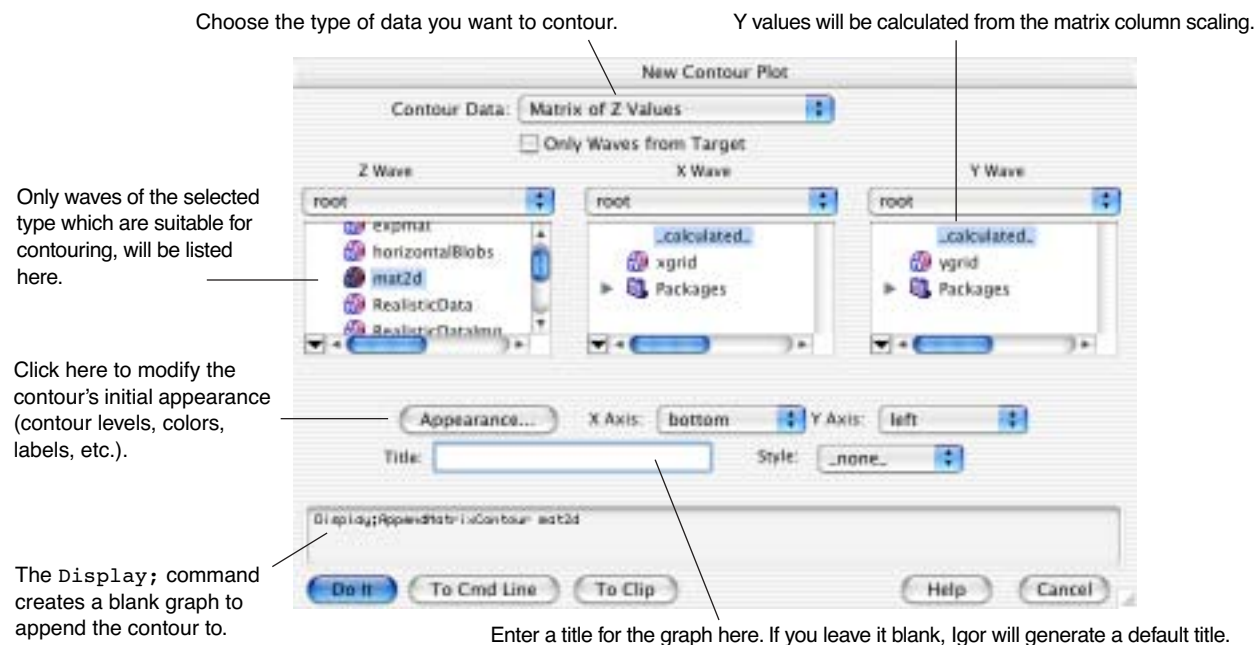 Choose the type of data you want to contour.
Y values will be calculated from the matrix column scaling.
New Contour Plot
Contour Data: Matrix of Z Values
Only Waves from Target
Z Wave
X Wave
Y Wave
root
root
root
Only waves of the selected
type which are suitable for
contouring, will be listed
here.
expmat
horizontalBlobs
mat2d
RealisticData
_calculated_
xgrid
Packages
_calculated_
ygrid
Packages
Click here to modify the
contour's initial appearance
(contour levels, colors,
labels, etc.).
Appearance... X Axis: bottom Y Axis: left
Title: Style: _none_
Display;AppendMatrixContour mat2d
The Display; command
creates a blank graph to
append the contour to.
Do It To Cmd Line To Clip Help Cancel
Enter a title for the graph here. If you leave it blank, Igor will generate a default title.